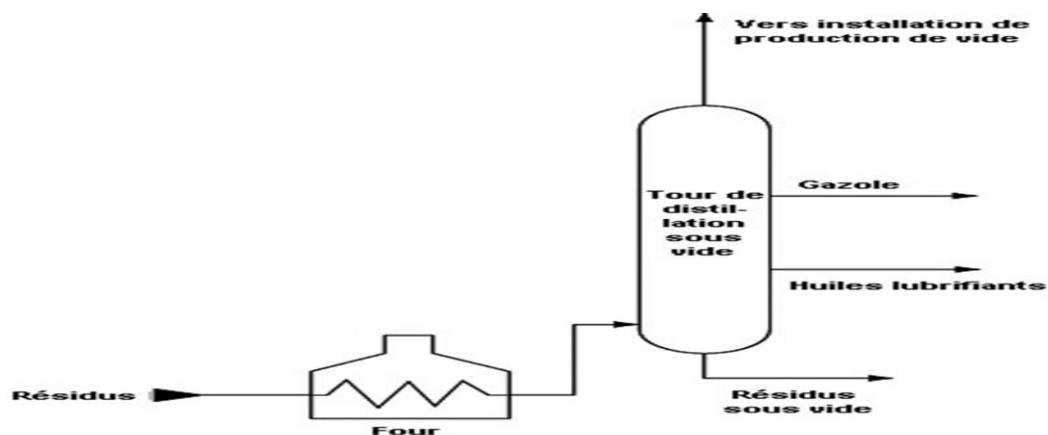 Vers installation de
production de vide
Gazole
Tour de
distil-
lation
sous
vide
Huiles lubrifiants
Résidus
sous vide
Résidus
Four